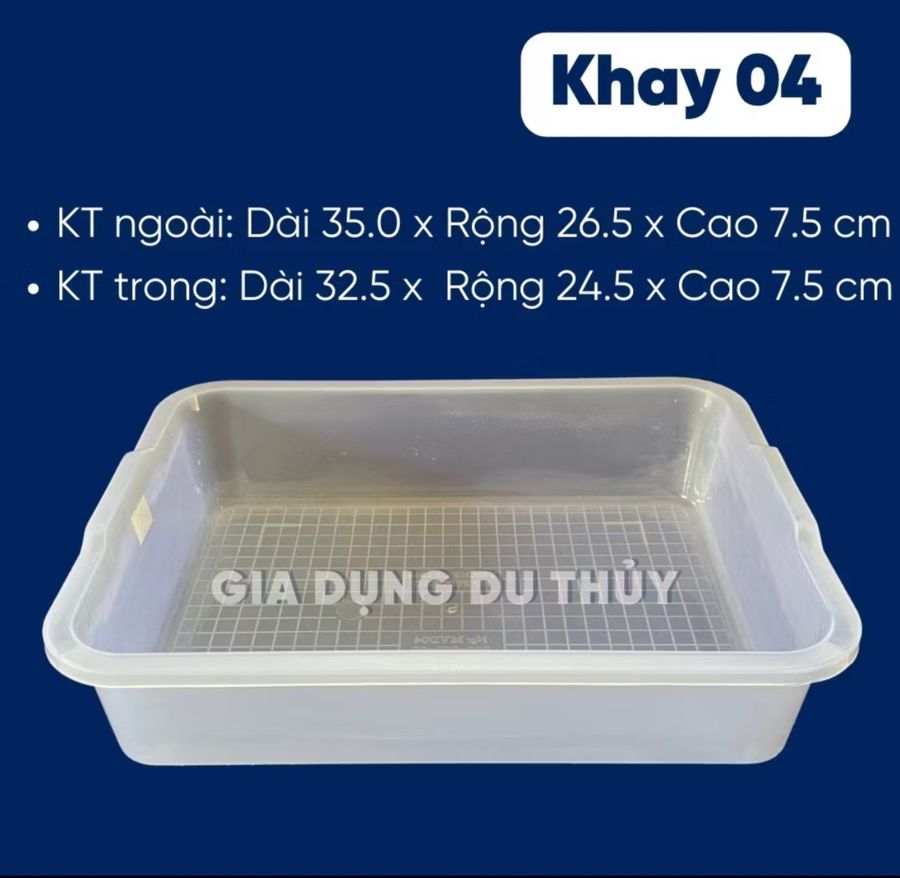 Khay 04
• KT ngoài: Dài 35.0 x Rộng 26.5 x Cao 7.5 cm
• KT trong: Dài 32.5 x Rộng 24.5 x Cao 7.5 cm
GIA DỤNG DU THỦY